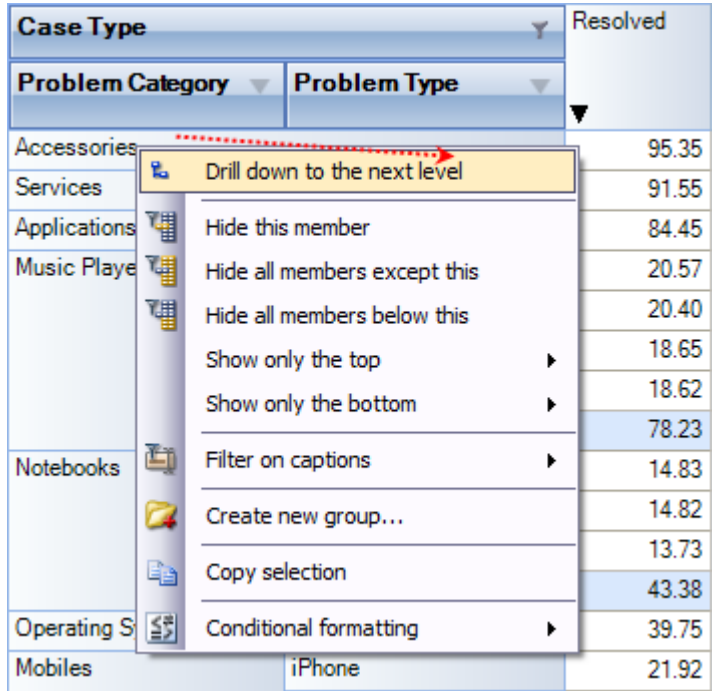 Case Type
Resolved
Problem Category
Problem Type
Accessories
95.35
Drill down to the next level
Services
91.55
Applications
84.45
Hide this member
Music Playe
20.57
Hide all members except this
20.40
Hide all members below this
18.65
Show only the top
18.62
Show only the bottom
78.23
Notebooks
14.83
Filter on captions
14.82
Create new group...
13.73
Copy selection
43.38
Operating S
39.75
Conditional formatting
Mobiles
iPhone
21.92